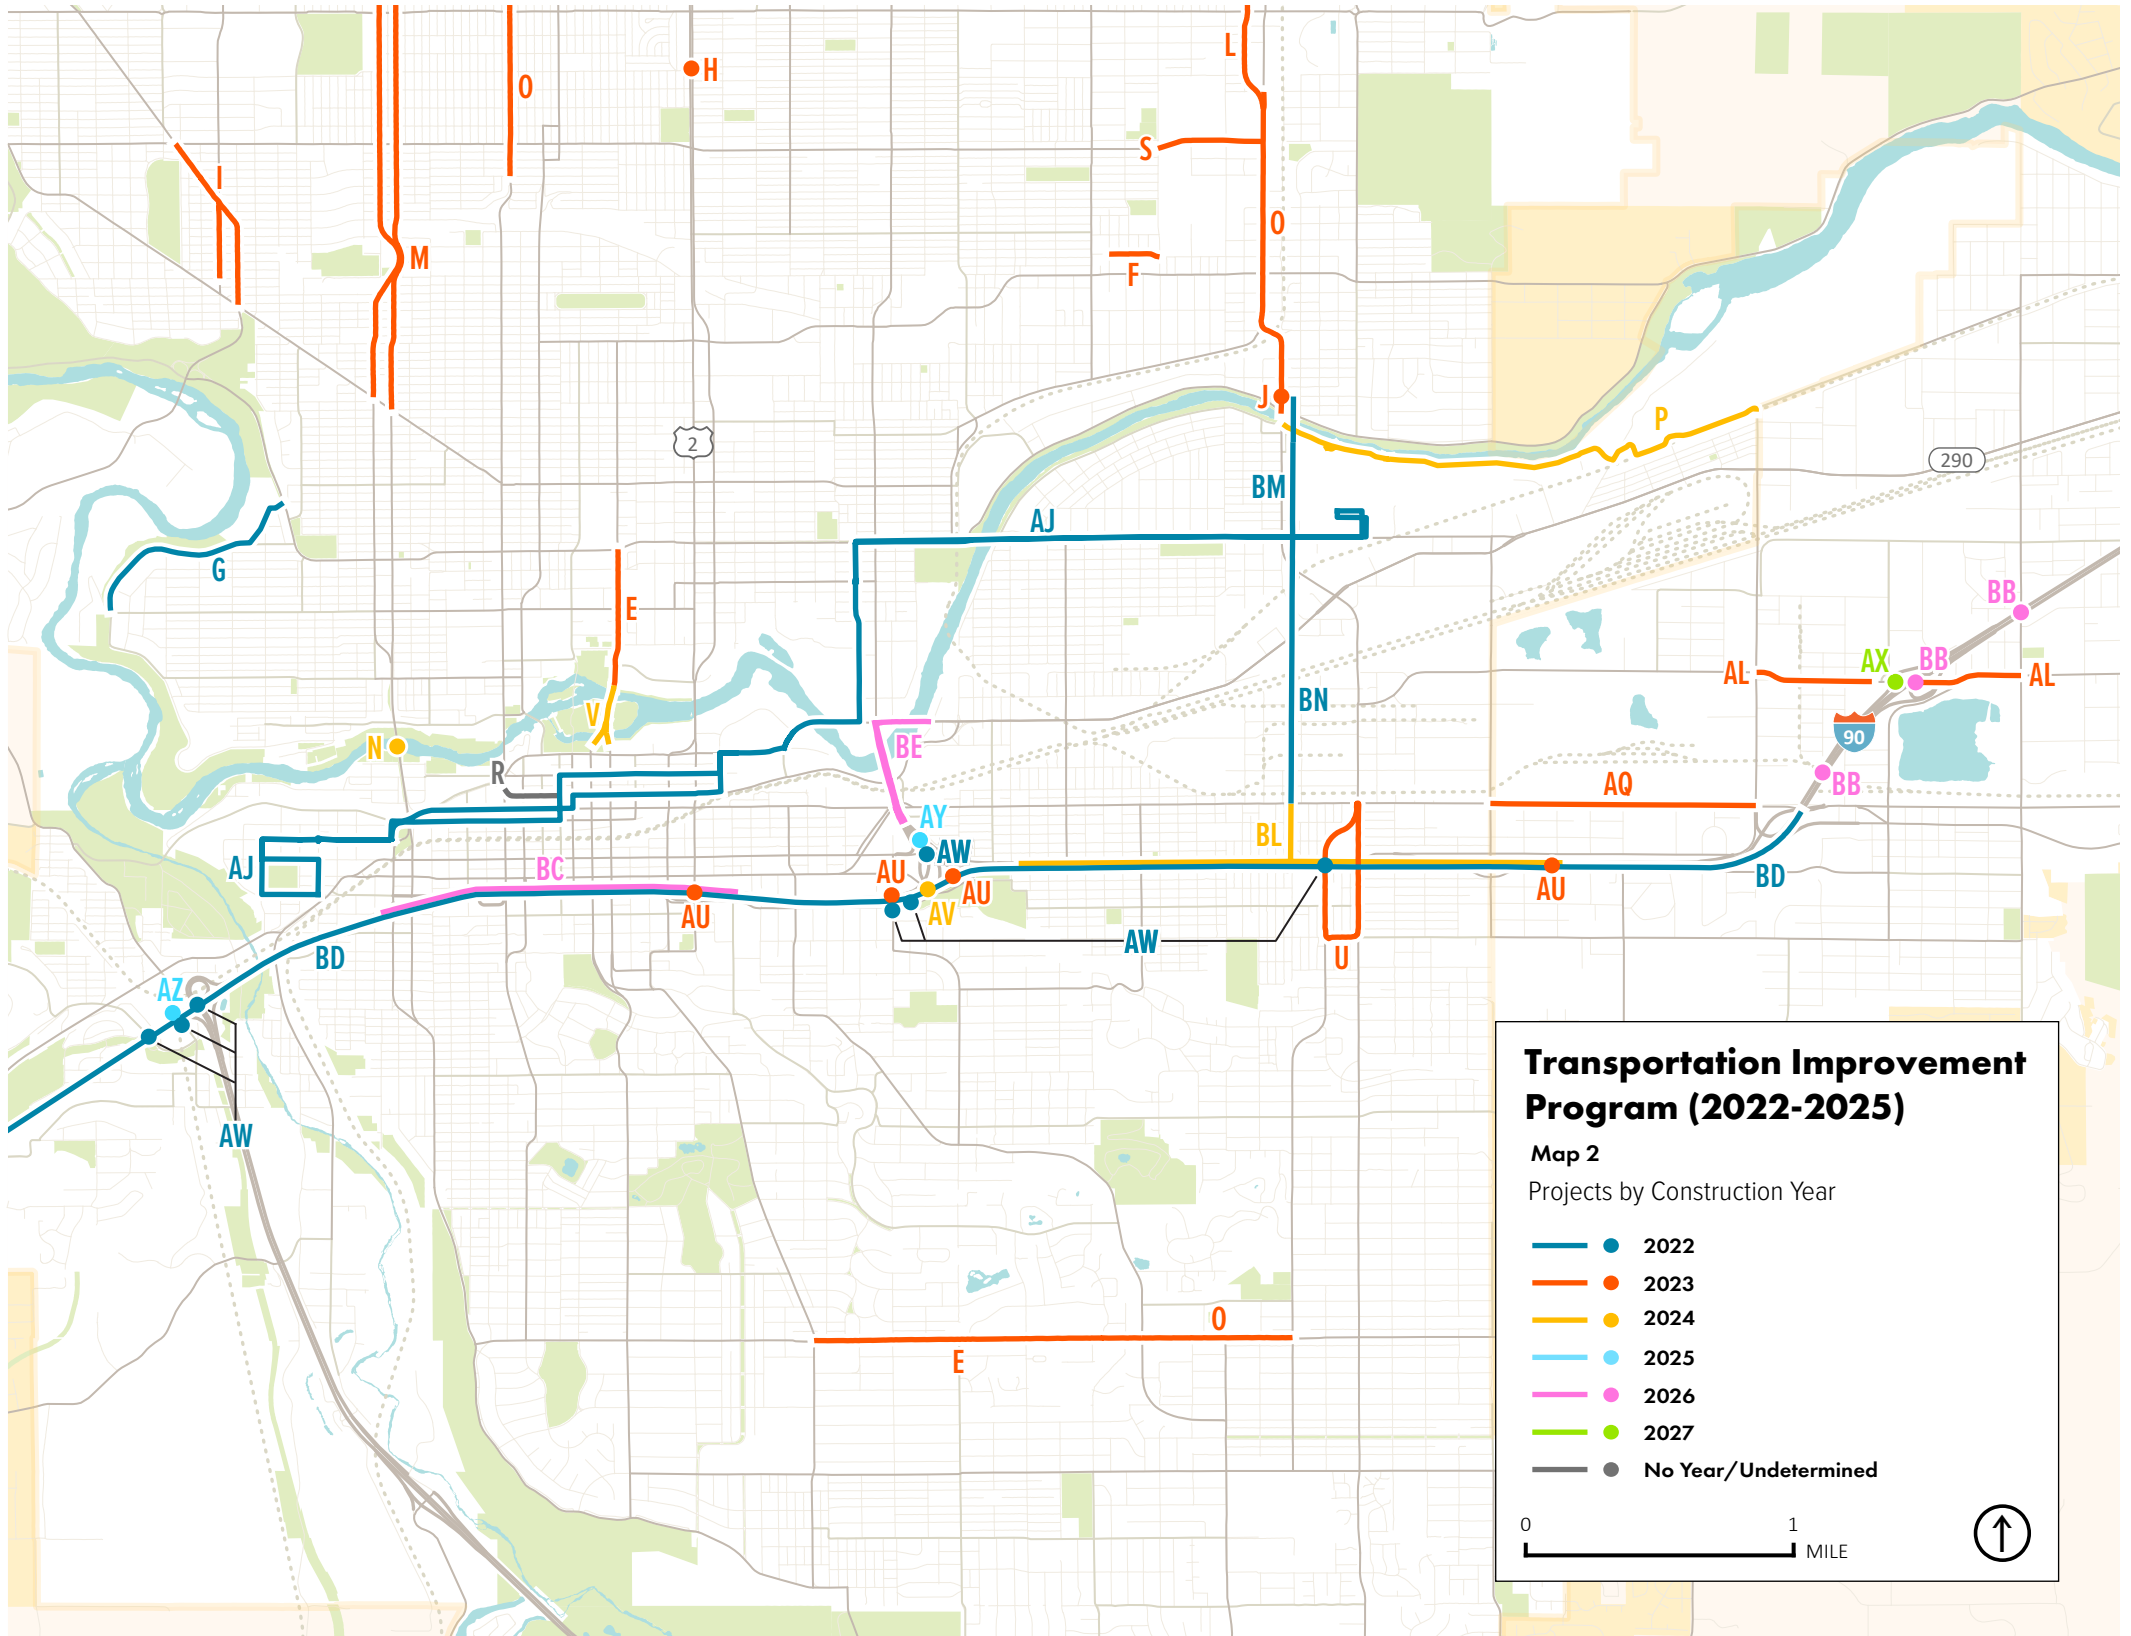 L
O
H
S
I
O
M
F
J
P
2
290
BM
AJ
G
BB
E
AX
BB
AL
AL
BN
V
90
N
BE
R
BB
AQ
AY
BL
AW
AJ
BC
AU
BD
AU
AU
AV
AU
AW
BD
U
AZ
AW
O
E
Transportation Improvement
Program (2022-2025)
Map 2
Projects by Construction Year
2022
2023
2024
2025
2026
2027
No Year/Undetermined
0 1
MILE